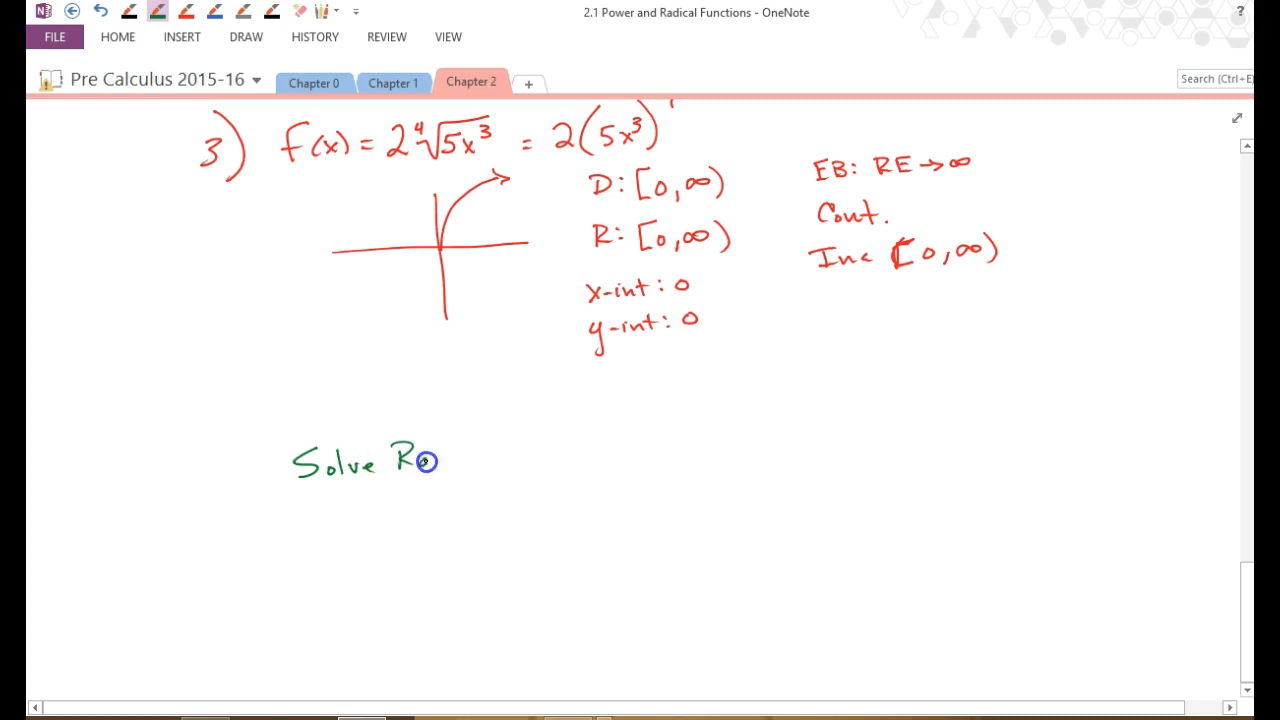 2.1 Power and Radical Functions - OneNote
?
FILE HOME INSERT DRAW HISTORY REVIEW VIEW
Pre Calculus 2015-16 Chapter 0 Chapter 1 Chapter 2 +
Search (Ctrl+E)
3) f(x) = 2∜(5x³) = 2(5x³)
D: [0,∞)
R: [0,∞)
x-int: 0
y-int: 0
EB: RE → ∞
Cont.
Inc [0,∞)
Solve